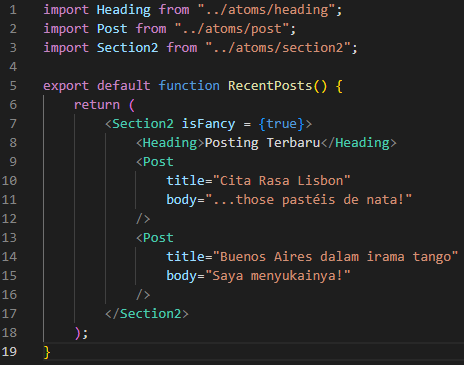 1 import Heading from "../atoms/heading";
2 import Post from "../atoms/post";
3 import Section2 from "../atoms/section2";
4
5 export default function RecentPosts() {
6     return (
7         <Section2 isFancy = {true}>
8             <Heading>Posting Terbaru</Heading>
9             <Post
10                 title="Cita Rasa Lisbon"
11                 body="...those pastéis de nata!"
12             />
13             <Post
14                 title="Buenos Aires dalam irama tango"
15                 body="Saya menyukainya!"
16             />
17         </Section2>
18     );
19 }